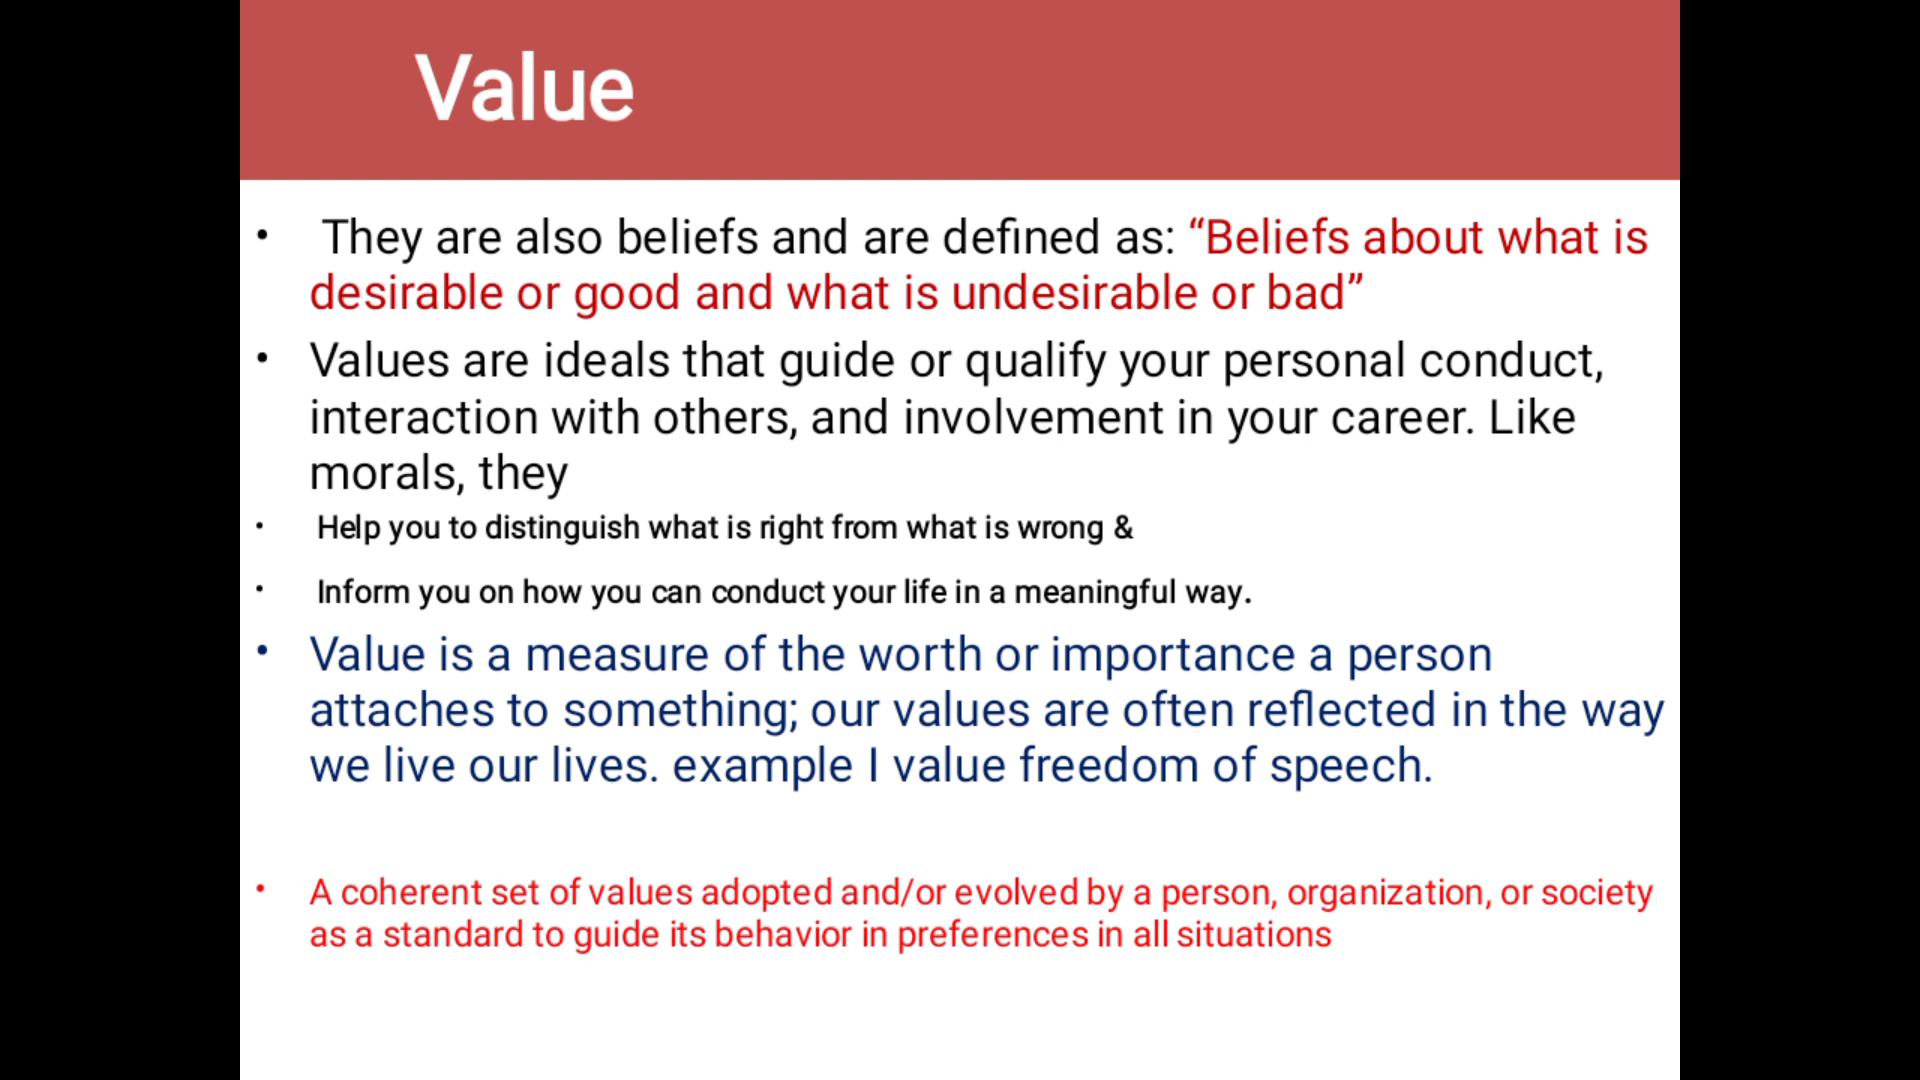 Value
• They are also beliefs and are defined as: “Beliefs about what is
desirable or good and what is undesirable or bad”
• Values are ideals that guide or qualify your personal conduct,
interaction with others, and involvement in your career. Like
morals, they
• Help you to distinguish what is right from what is wrong &
• Inform you on how you can conduct your life in a meaningful way.
• Value is a measure of the worth or importance a person
attaches to something; our values are often reflected in the way
we live our lives. example I value freedom of speech.
• A coherent set of values adopted and/or evolved by a person, organization, or society
as a standard to guide its behavior in preferences in all situations